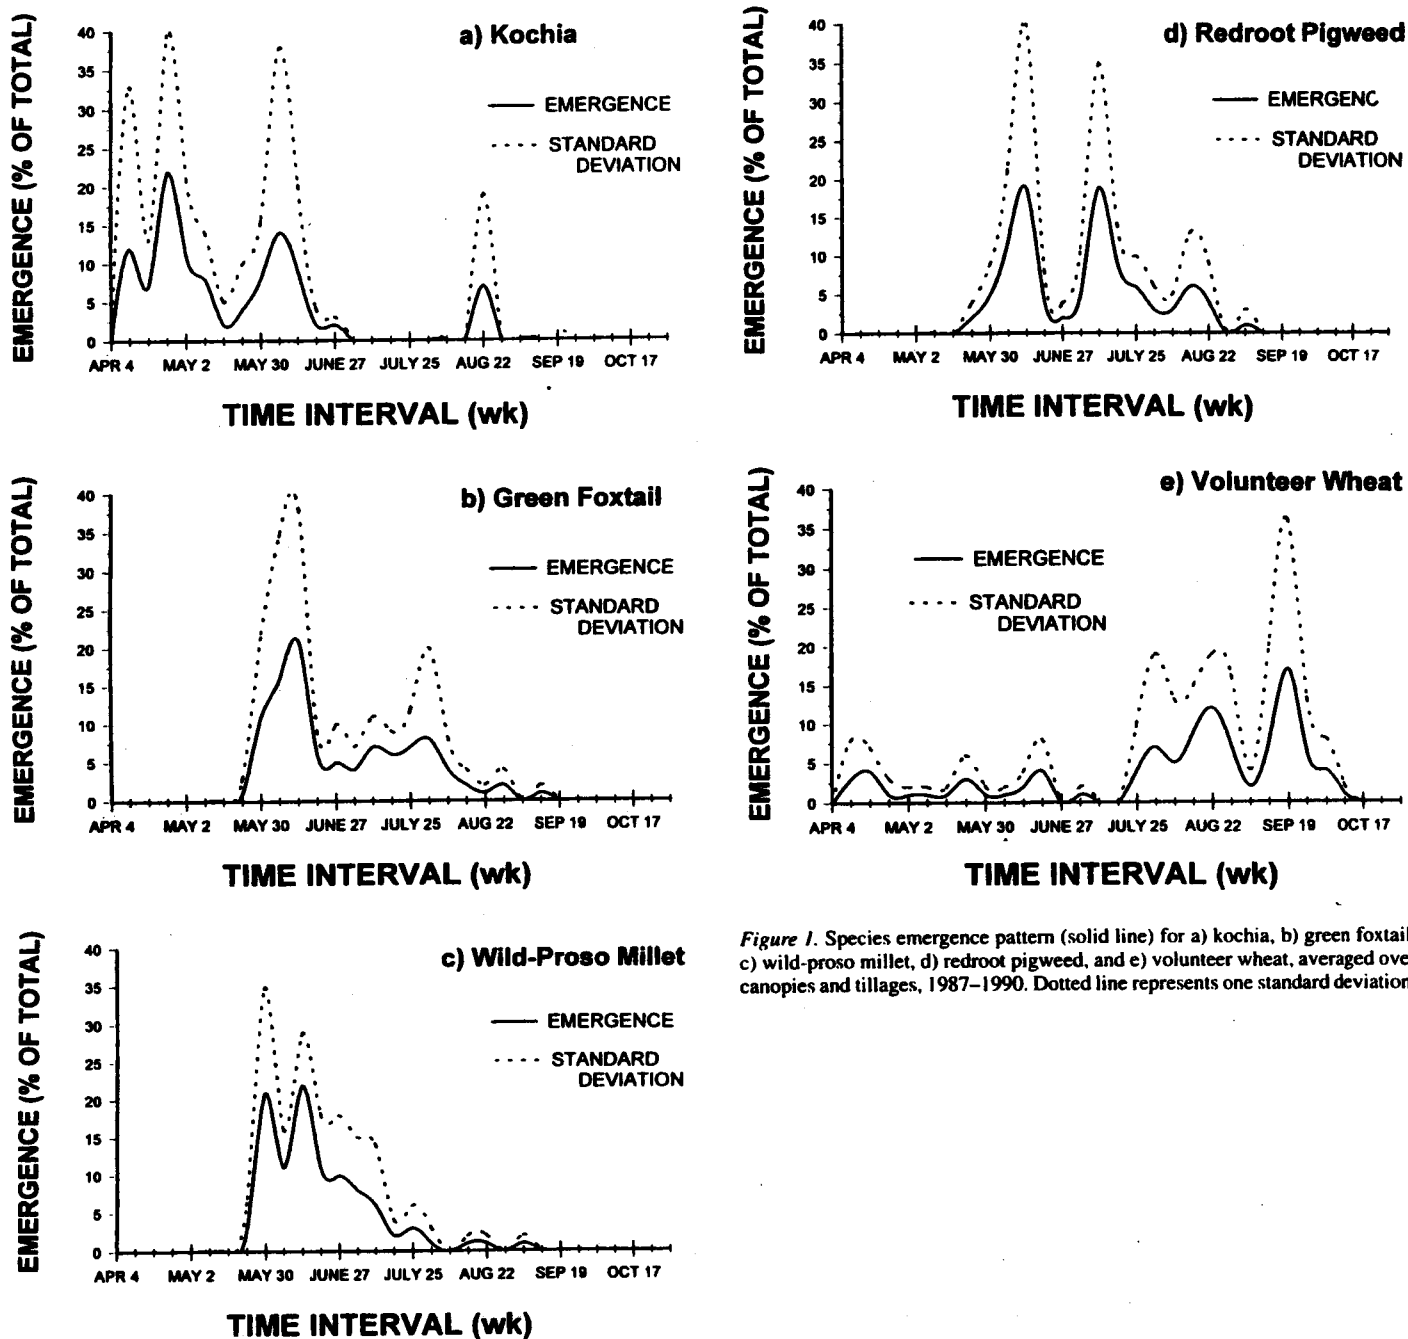 a) Kochia
EMERGENCE (% OF TOTAL)
40
35
30
25
20
15
10
5
0
EMERGENCE
STANDARD
DEVIATION
APR 4 MAY 2 MAY 30 JUNE 27 JULY 25 AUG 22 SEP 19 OCT 17
TIME INTERVAL (wk)
b) Green Foxtail
EMERGENCE (% OF TOTAL)
40
35
30
25
20
15
10
5
0
EMERGENCE
STANDARD
DEVIATION
APR 4 MAY 2 MAY 30 JUNE 27 JULY 25 AUG 22 SEP 19 OCT 17
TIME INTERVAL (wk)
c) Wild-Proso Millet
EMERGENCE (% OF TOTAL)
40
35
30
25
20
15
10
5
0
EMERGENCE
STANDARD
DEVIATION
APR 4 MAY 2 MAY 30 JUNE 27 JULY 25 AUG 22 SEP 19 OCT 17
TIME INTERVAL (wk)
d) Redroot Pigweed
EMERGENCE (% OF TOTAL)
40
35
30
25
20
15
10
5
0
EMERGENC
STANDARD
DEVIATION
APR 4 MAY 2 MAY 30 JUNE 27 JULY 25 AUG 22 SEP 19 OCT 17
TIME INTERVAL (wk)
e) Volunteer Wheat
EMERGENCE (% OF TOTAL)
40
35
30
25
20
15
10
5
0
EMERGENCE
STANDARD
DEVIATION
APR 4 MAY 2 MAY 30 JUNE 27 JULY 25 AUG 22 SEP 19 OCT 17
TIME INTERVAL (wk)
Figure 1. Species emergence pattern (solid line) for a) kochia, b) green foxtail
c) wild-proso millet, d) redroot pigweed, and e) volunteer wheat, averaged ove
canopies and tillages, 1987–1990. Dotted line represents one standard deviation